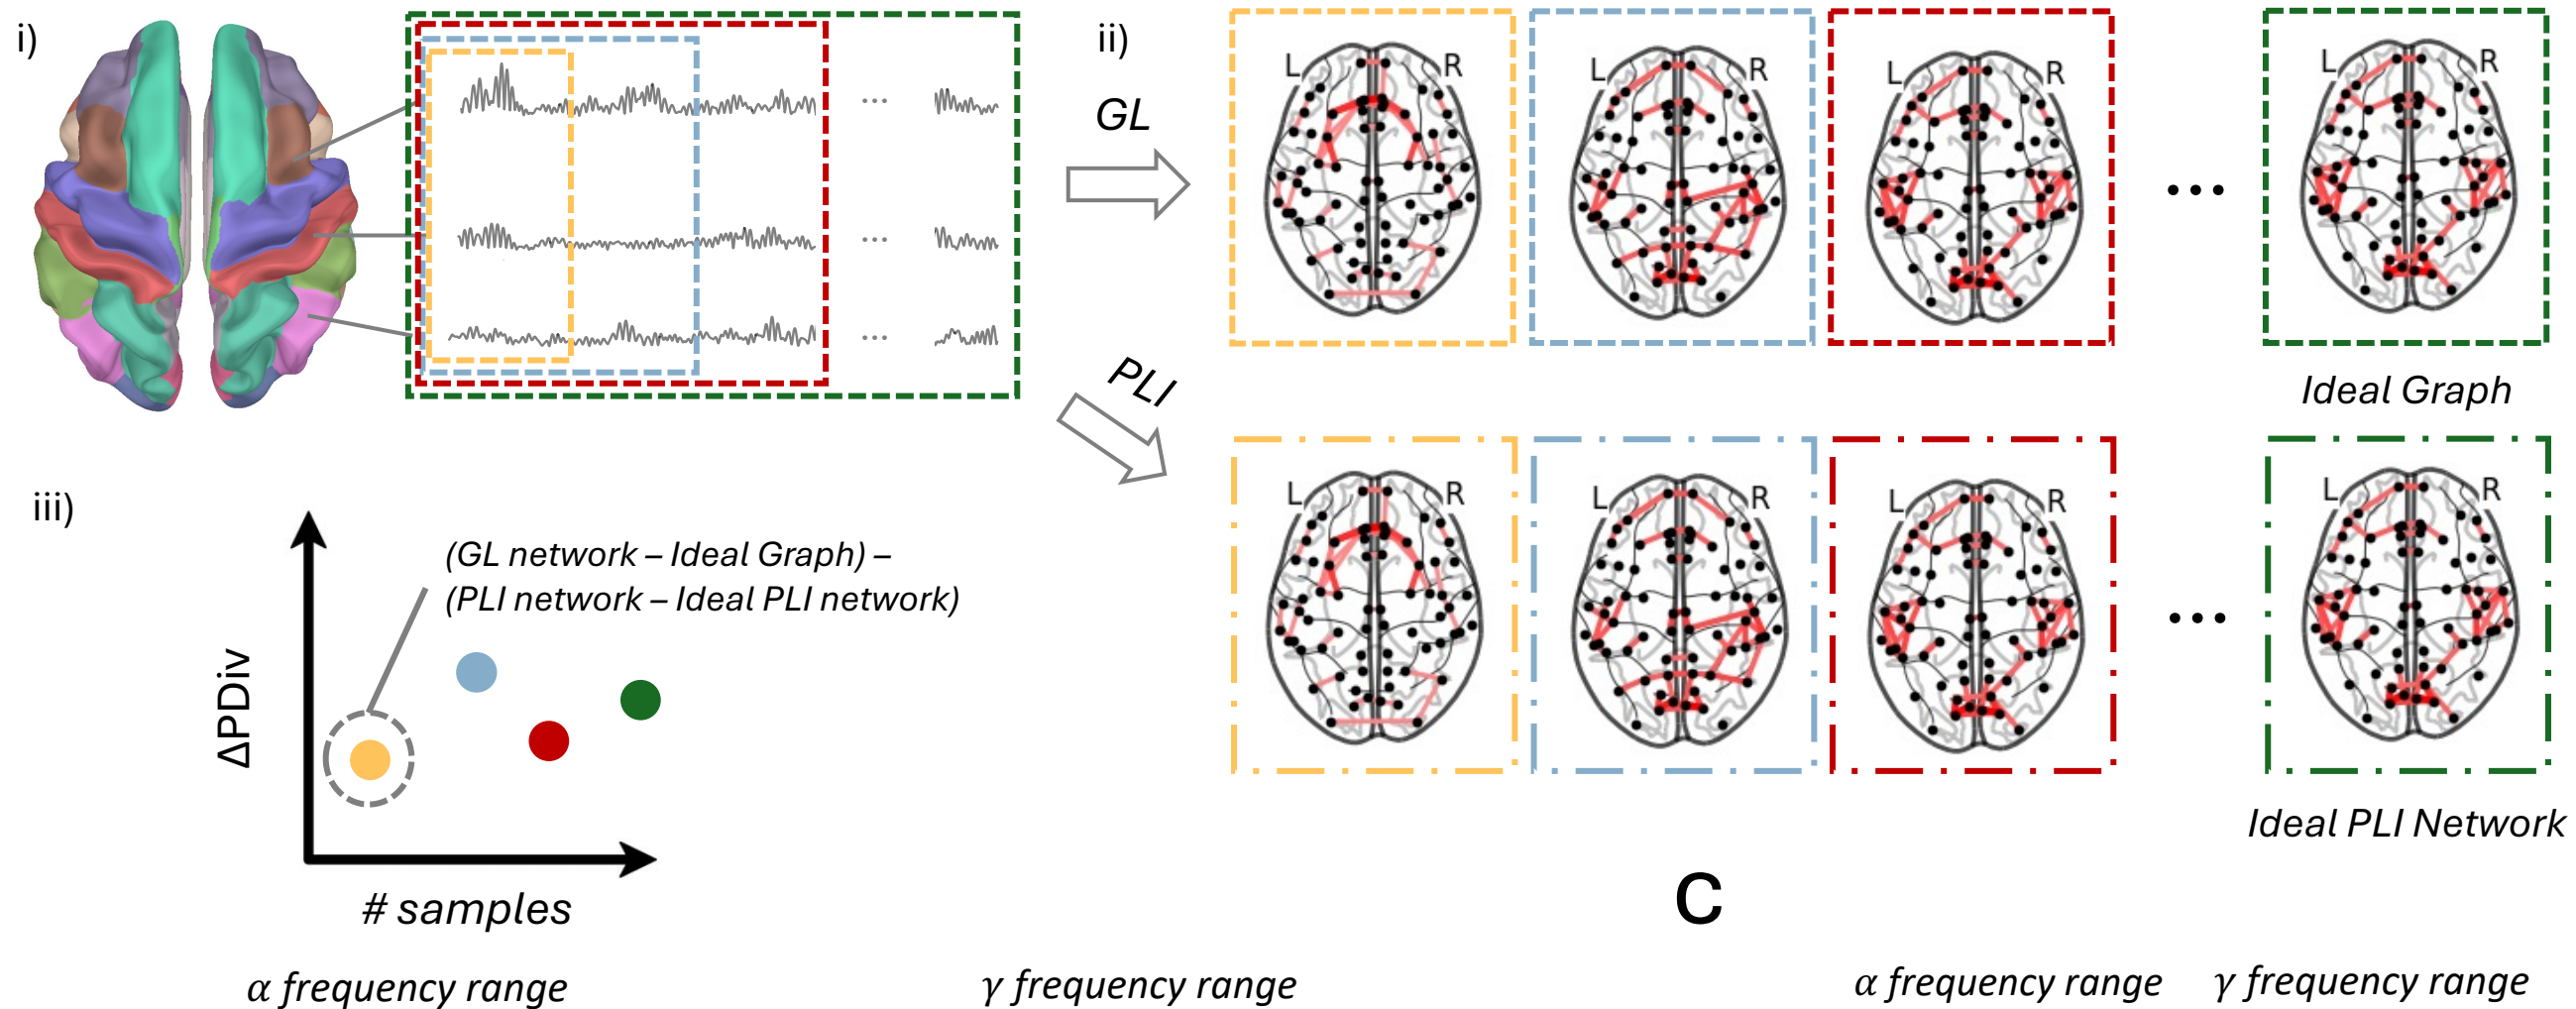 i)
...
...
...
ii)
GL
PLI
L R
L R
L R
...
L R
Ideal Graph
L R
L R
L R
...
L R
Ideal PLI Network
iii)
(GL network – Ideal Graph) –
(PLI network – Ideal PLI network)
ΔPDiv
# samples
C
α frequency range
γ frequency range
α frequency range
γ frequency range